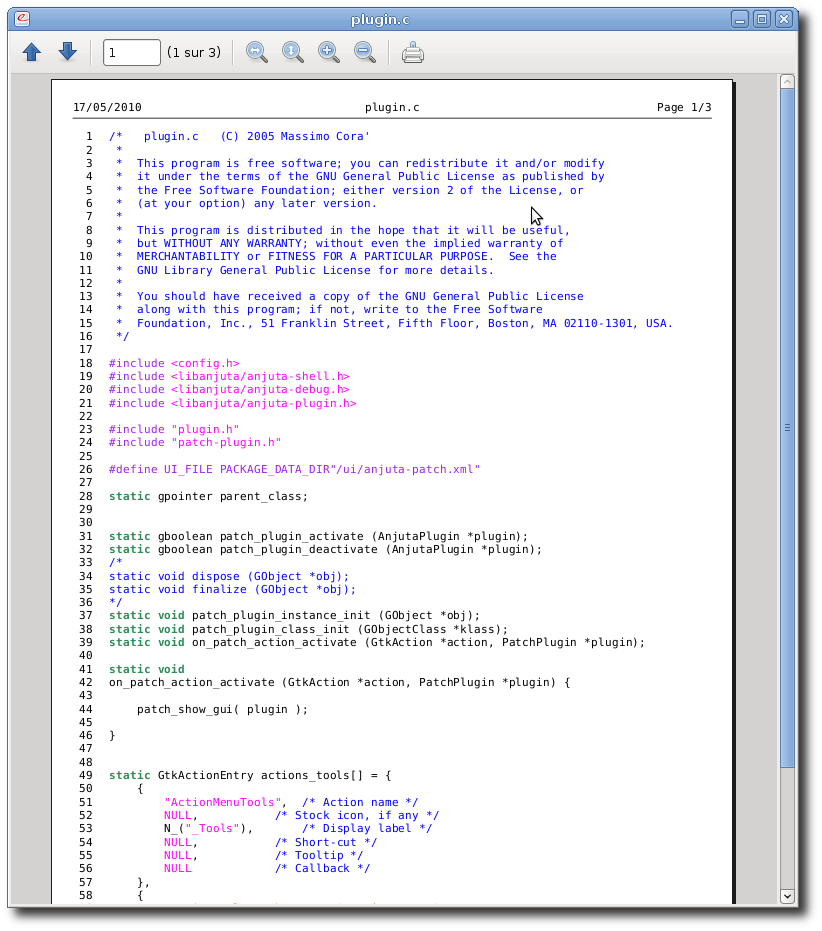 plugin.c
1 (1 sur 3)
17/05/2010 plugin.c Page 1/3
1 /*   plugin.c   (C) 2005 Massimo Cora'
2  *
3  *  This program is free software; you can redistribute it and/or modify
4  *  it under the terms of the GNU General Public License as published by
5  *  the Free Software Foundation; either version 2 of the License, or
6  *  (at your option) any later version.
7  *
8  *  This program is distributed in the hope that it will be useful,
9  *  but WITHOUT ANY WARRANTY; without even the implied warranty of
10  *  MERCHANTABILITY or FITNESS FOR A PARTICULAR PURPOSE.  See the
11  *  GNU Library General Public License for more details.
12  *
13  *  You should have received a copy of the GNU General Public License
14  *  along with this program; if not, write to the Free Software
15  *  Foundation, Inc., 51 Franklin Street, Fifth Floor, Boston, MA 02110-1301, USA.
16  */
17
18 #include <config.h>
19 #include <libanjuta/anjuta-shell.h>
20 #include <libanjuta/anjuta-debug.h>
21 #include <libanjuta/anjuta-plugin.h>
22
23 #include "plugin.h"
24 #include "patch-plugin.h"
25
26 #define UI_FILE PACKAGE_DATA_DIR"/ui/anjuta-patch.xml"
27
28 static gpointer parent_class;
29
30
31 static gboolean patch_plugin_activate (AnjutaPlugin *plugin);
32 static gboolean patch_plugin_deactivate (AnjutaPlugin *plugin);
33 /*
34 static void dispose (GObject *obj);
35 static void finalize (GObject *obj);
36 */
37 static void patch_plugin_instance_init (GObject *obj);
38 static void patch_plugin_class_init (GObjectClass *klass);
39 static void on_patch_action_activate (GtkAction *action, PatchPlugin *plugin);
40
41 static void
42 on_patch_action_activate (GtkAction *action, PatchPlugin *plugin) {
43
44     patch_show_gui( plugin );
45
46 }
47
48
49 static GtkActionEntry actions_tools[] = {
50     {
51         "ActionMenuTools",  /* Action name */
52         NULL,           /* Stock icon, if any */
53         N_("_Tools"),       /* Display label */
54         NULL,           /* Short-cut */
55         NULL,           /* Tooltip */
56         NULL            /* Callback */
57     },
58     {